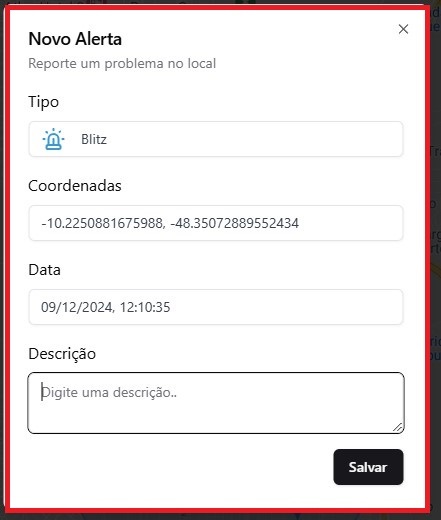 Novo Alerta
Reporte um problema no local
Tipo
Blitz
Coordenadas
-10.2250881675988, -48.35072889552434
Data
09/12/2024, 12:10:35
Descrição
Digite uma descrição..
Salvar